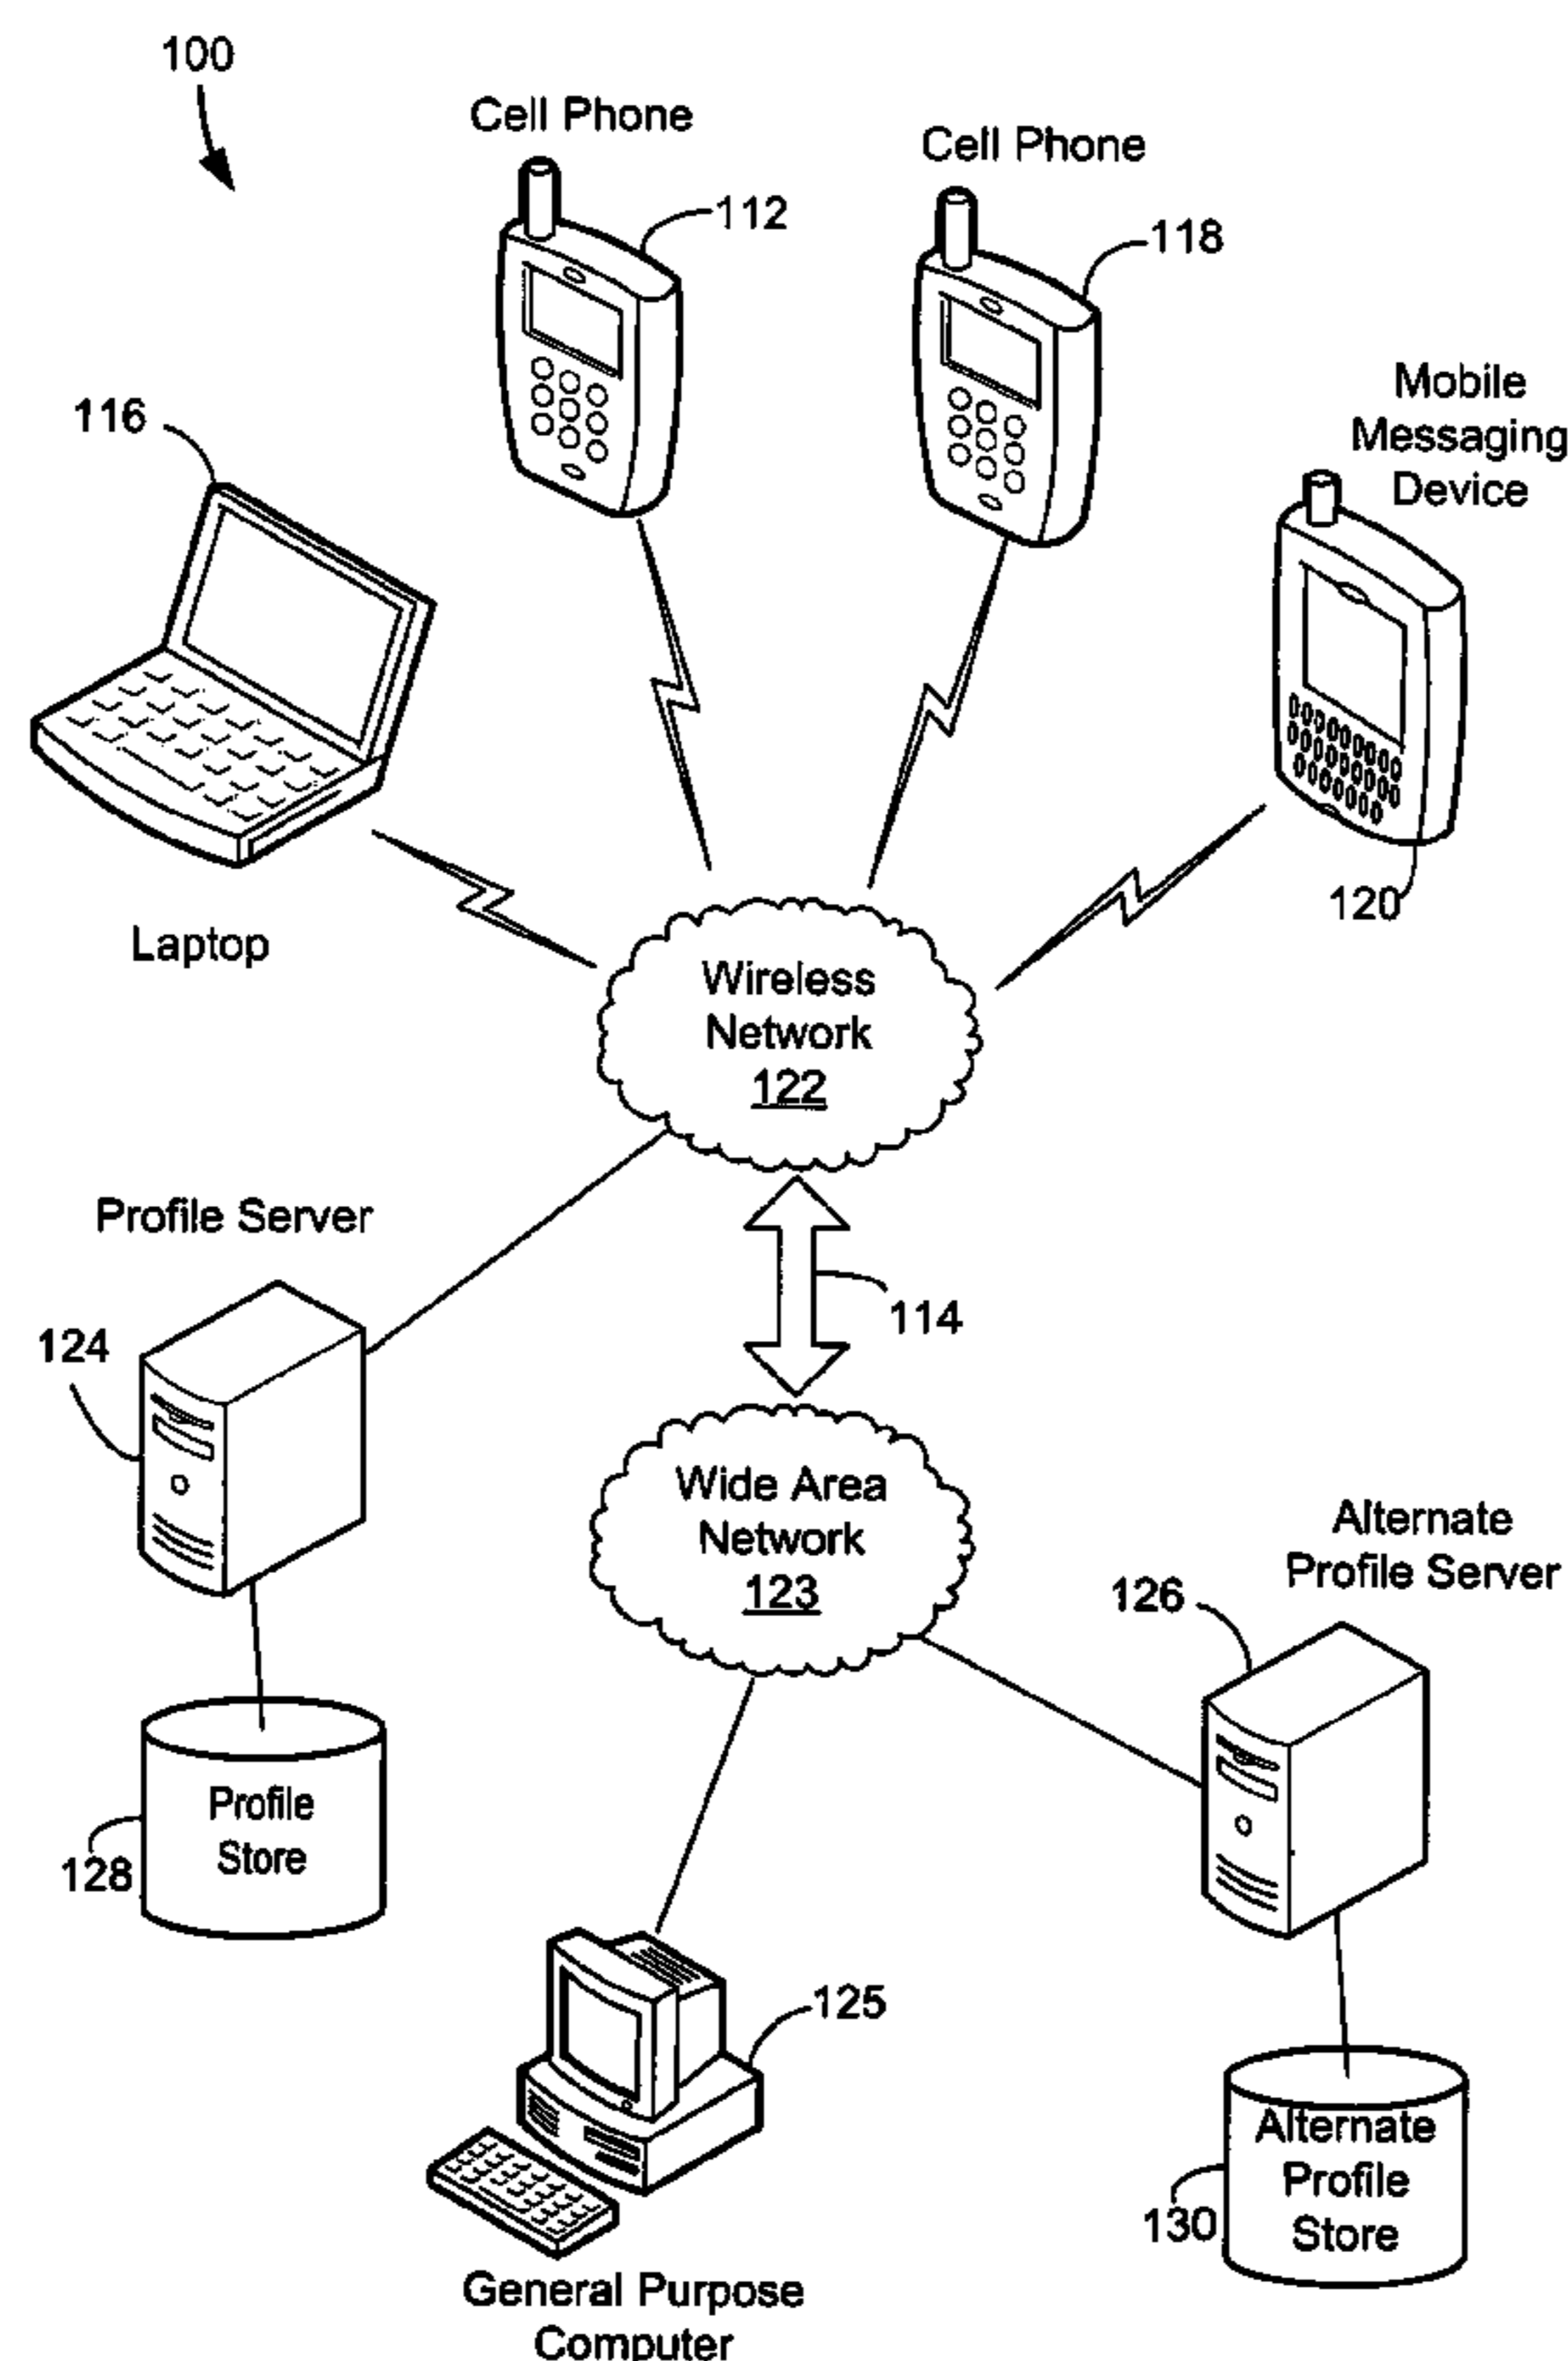 100
Cell Phone
112
Cell Phone
118
Mobile
Messaging
Device
116
120
Laptop
Wireless
Network
122
Profile Server
114
124
Wide Area
Network
123
Alternate
Profile Server
126
Profile
Store
128
125
Alternate
Profile
Store
130
General Purpose
Computer